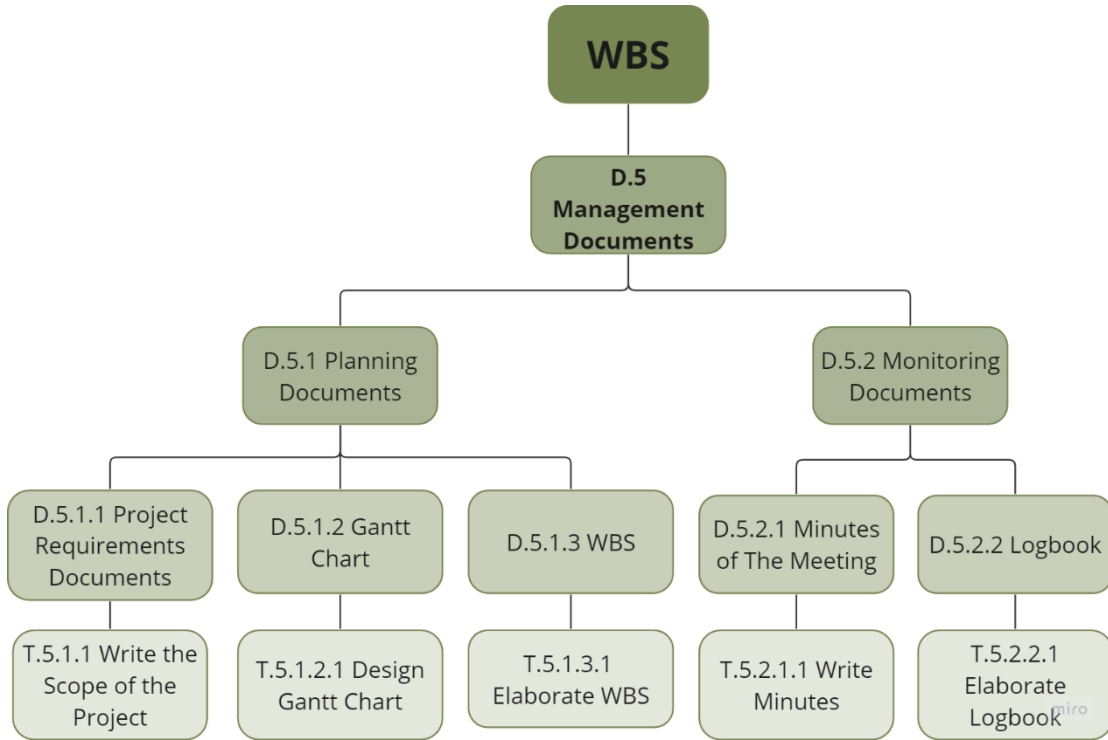 WBS
D.5
Management
Documents
D.5.1 Planning
Documents
D.5.2 Monitoring
Documents
D.5.1.1 Project
Requirements
Documents
D.5.1.2 Gantt
Chart
D.5.1.3 WBS
D.5.2.1 Minutes
of The Meeting
D.5.2.2 Logbook
T.5.1.1 Write the
Scope of the
Project
T.5.1.2.1 Design
Gantt Chart
T.5.1.3.1
Elaborate WBS
T.5.2.1.1 Write
Minutes
T.5.2.2.1
Elaborate
Logbook
miro